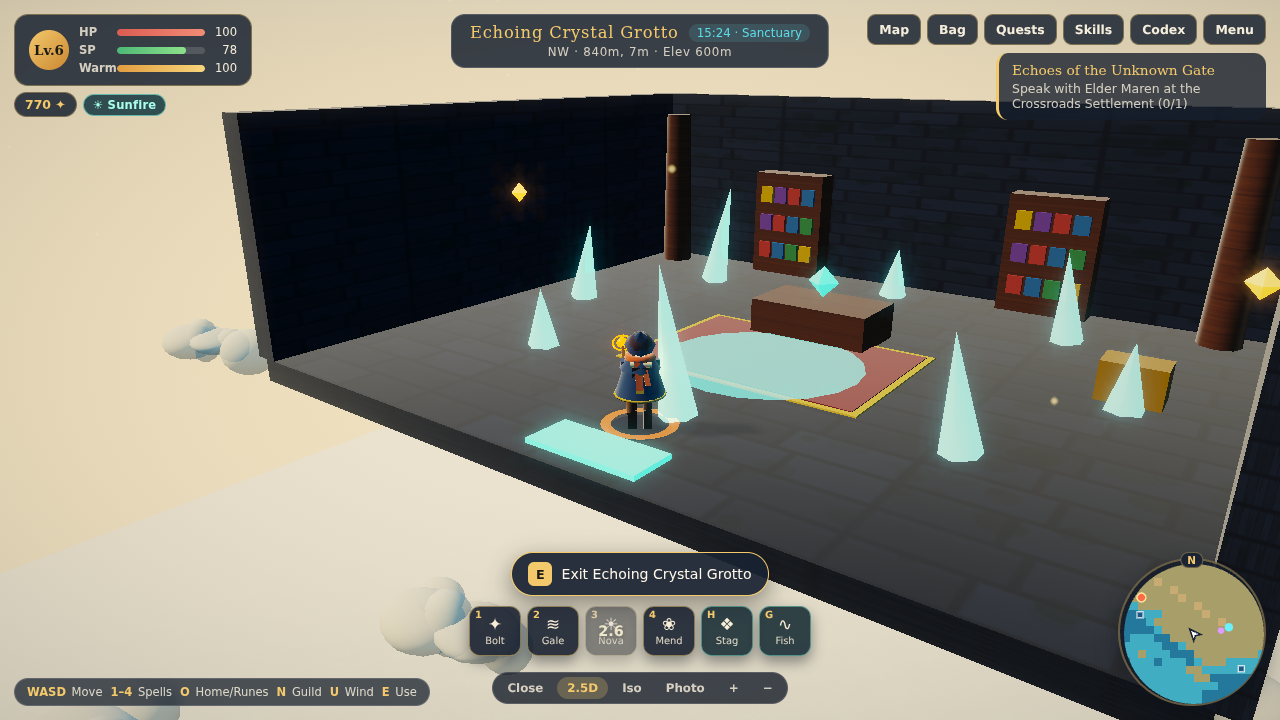 Lv.6
HP 100
SP 78
Warm 100
770 ✦
☀ Sunfire
Echoing Crystal Grotto 15:24 · Sanctuary
NW · 840m, 7m · Elev 600m
Map Bag Quests Skills Codex Menu
Echoes of the Unknown Gate
Speak with Elder Maren at the
Crossroads Settlement (0/1)
E Exit Echoing Crystal Grotto
1 Bolt
2 Gale
3 2.6 Nova
4 Mend
H Stag
G Fish
N
WASD Move 1–4 Spells O Home/Runes N Guild U Wind E Use
Close 2.5D Iso Photo + −